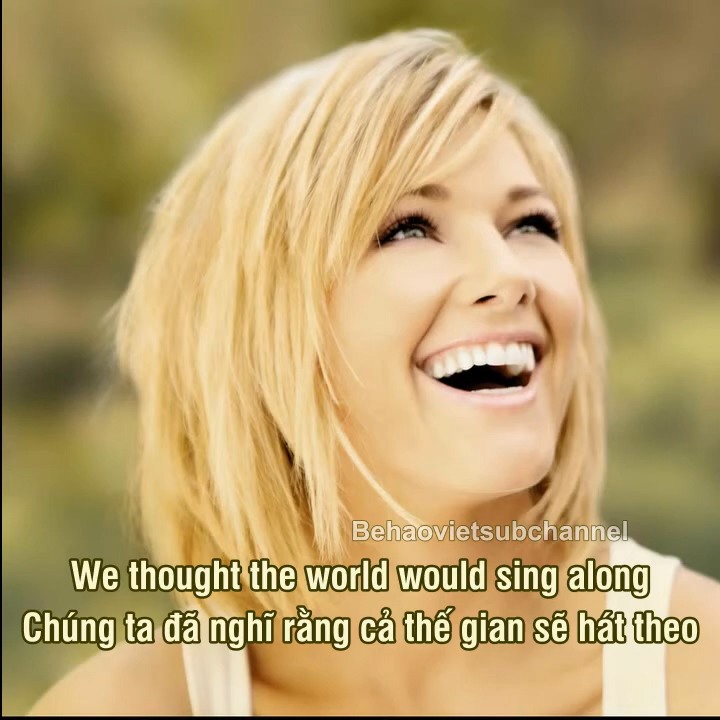 Behaovietsubchannel
We thought the world would sing along
Chúng ta đã nghĩ rằng cả thế gian sẽ hát theo